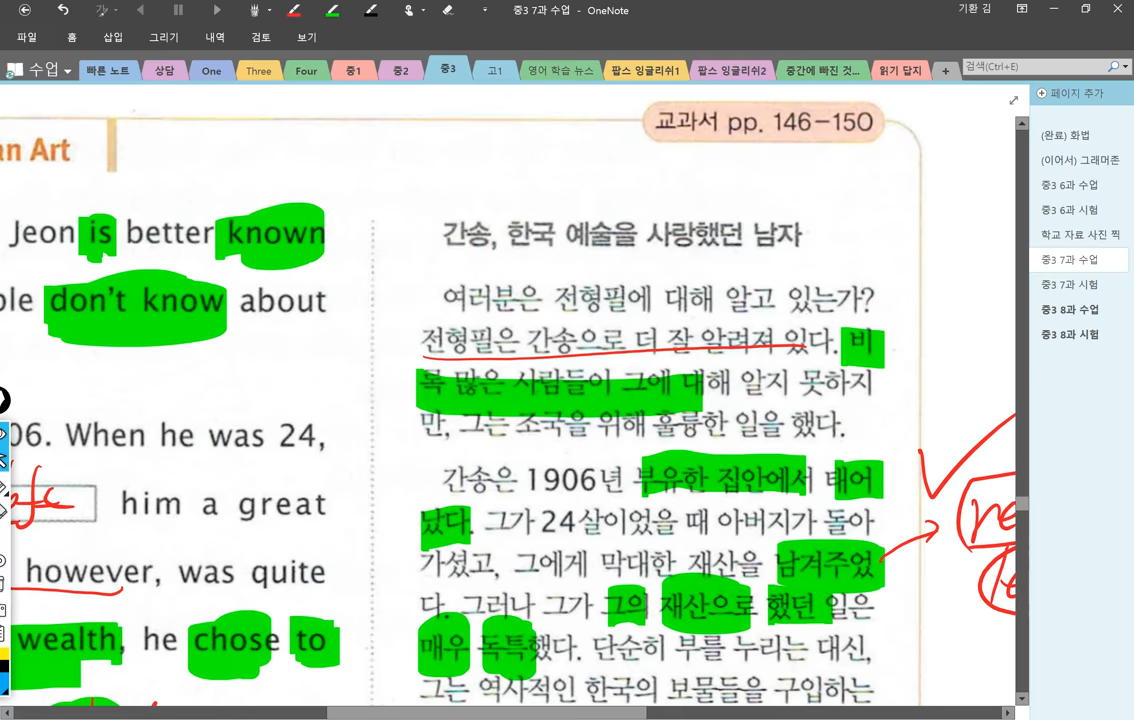 중3 7과 수업 - OneNote
기환 김
파일 홈 삽입 그리기 내역 검토 보기
수업 빠른 노트 상담 One Three Four 중1 중2 중3 고1 영어 학습 뉴스 팝스 잉글리쉬1 팝스 잉글리쉬2 중간에 빠진 것... 읽기 답지 + 검색(Ctrl+E)
페이지 추가
(완료) 화법
(이어서) 그래머존
중3 6과 수업
중3 6과 시험
학교 자료 사진 찍
중3 7과 수업
중3 7과 시험
중3 8과 수업
중3 8과 시험
교과서 pp. 146-150
an Art
Jeon is better known
ple don't know about
06. When he was 24,
him a great
however, was quite
wealth, he chose to
간송, 한국 예술을 사랑했던 남자
여러분은 전형필에 대해 알고 있는가?
전형필은 간송으로 더 잘 알려져 있다. 비
록 많은 사람들이 그에 대해 알지 못하지
만, 그는 조국을 위해 훌륭한 일을 했다.
간송은 1906년 부유한 집안에서 태어
났다. 그가 24살이었을 때 아버지가 돌아
가셨고, 그에게 막대한 재산을 남겨주었
다. 그러나 그가 그의 재산으로 했던 일은
매우 독특했다. 단순히 부를 누리는 대신,
그는 역사적인 한국의 보물들을 구입하는